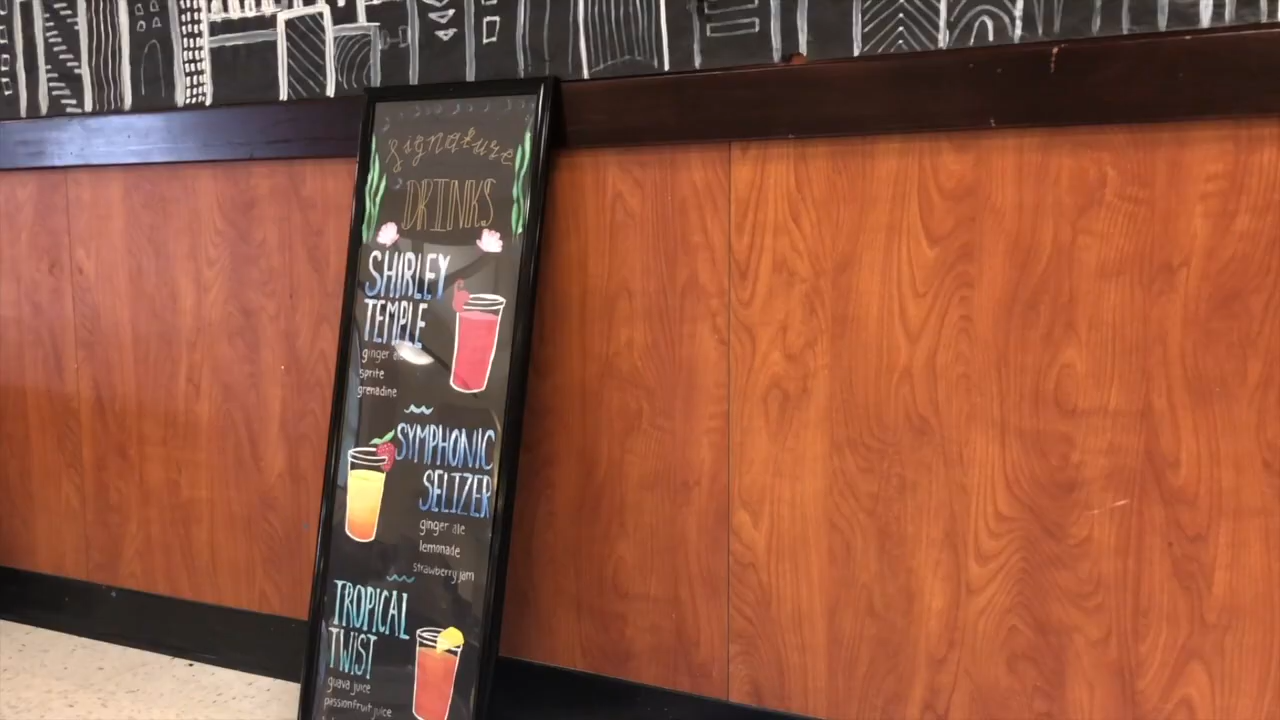 Signature
DRINKS
SHIRLEY
TEMPLE
ginger ale
sprite
grenadine
SYMPHONIC
SELTZER
ginger ale
lemonade
strawberry jam
TROPICAL
TWIST
guava juice
passionfruit juice